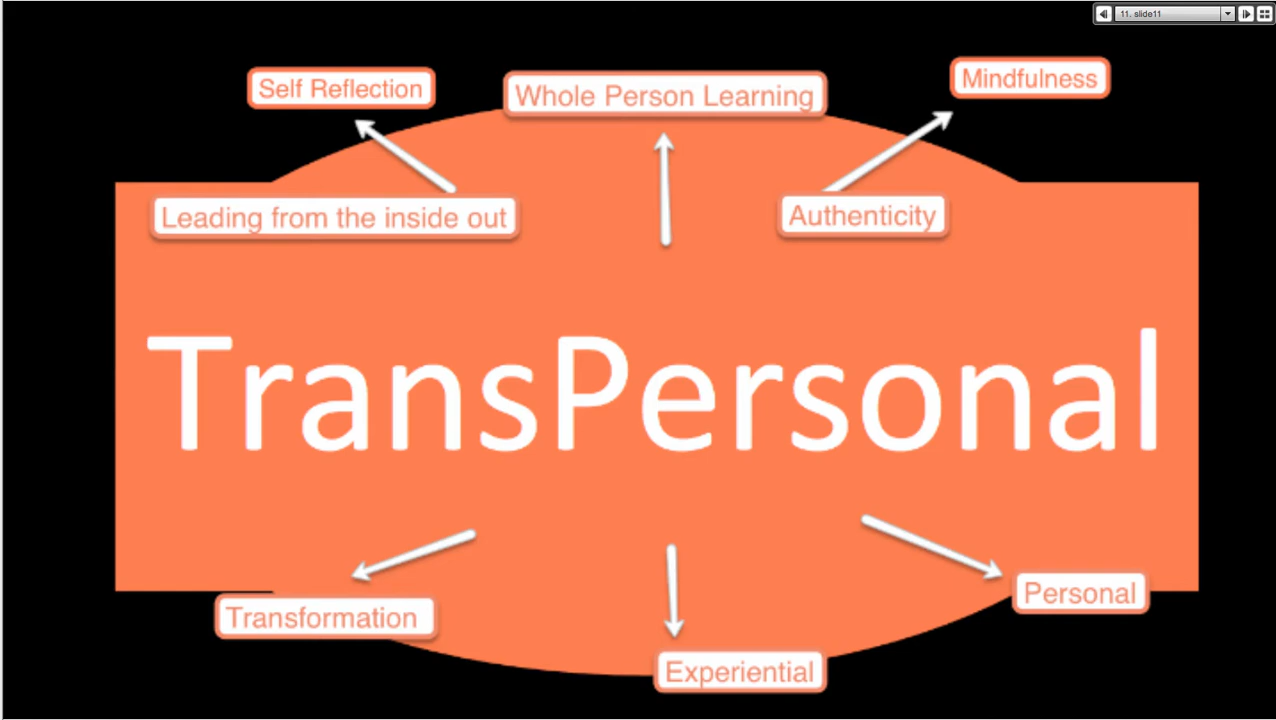 11. slide11
Self Reflection
Whole Person Learning
Mindfulness
Leading from the inside out
Authenticity
TransPersonal
Transformation
Experiential
Personal